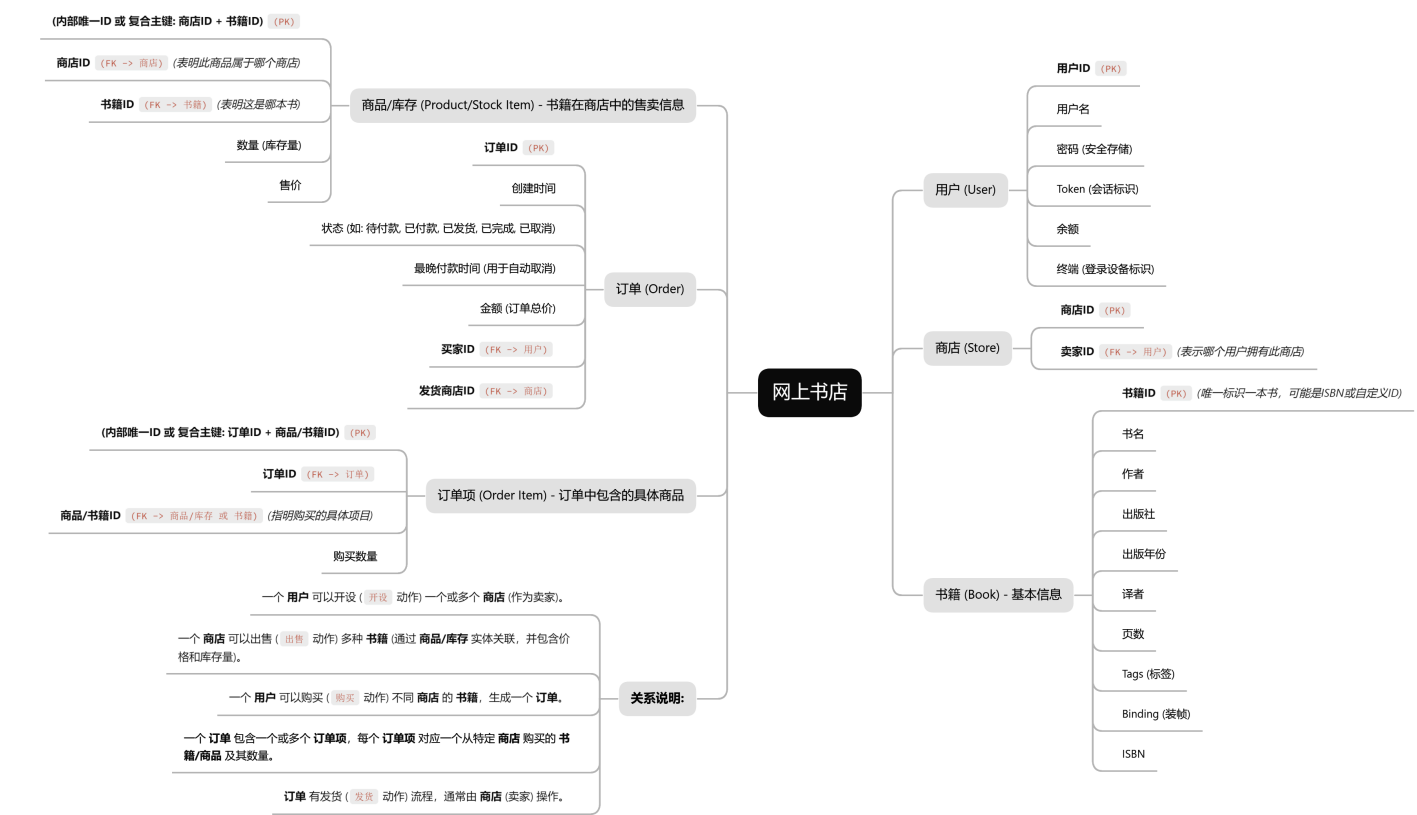 网上书店
用户 (User)
用户ID (PK)
用户名
密码 (安全存储)
Token (会话标识)
余额
终端 (登录设备标识)
商店 (Store)
商店ID (PK)
卖家ID (FK -> 用户) (表示哪个用户拥有此商店)
书籍 (Book) - 基本信息
书籍ID (PK) (唯一标识一本书，可能是ISBN或自定义ID)
书名
作者
出版社
出版年份
译者
页数
Tags (标签)
Binding (装帧)
ISBN
商品/库存 (Product/Stock Item) - 书籍在商店中的售卖信息
(内部唯一ID 或 复合主键: 商店ID + 书籍ID) (PK)
商店ID (FK -> 商店) (表明此商品属于哪个商店)
书籍ID (FK -> 书籍) (表明这是哪本书)
数量 (库存量)
售价
订单 (Order)
订单ID (PK)
创建时间
状态 (如: 待付款, 已付款, 已发货, 已完成, 已取消)
最晚付款时间 (用于自动取消)
金额 (订单总价)
买家ID (FK -> 用户)
发货商店ID (FK -> 商店)
订单项 (Order Item) - 订单中包含的具体商品
(内部唯一ID 或 复合主键: 订单ID + 商品/书籍ID) (PK)
订单ID (FK -> 订单)
商品/书籍ID (FK -> 商品/库存 或 书籍) (指明购买的具体项目)
购买数量
关系说明:
一个 用户 可以开设 ( 开设 动作) 一个或多个 商店 (作为卖家)。
一个 商店 可以出售 ( 出售 动作) 多种 书籍 (通过 商品/库存 实体关联，并包含价
格和库存量)。
一个 用户 可以购买 ( 购买 动作) 不同 商店 的 书籍，生成一个 订单。
一个 订单 包含一个或多个 订单项，每个 订单项 对应一个从特定 商店 购买的 书
籍/商品 及其数量。
订单 有发货 ( 发货 动作) 流程，通常由 商店 (卖家) 操作。